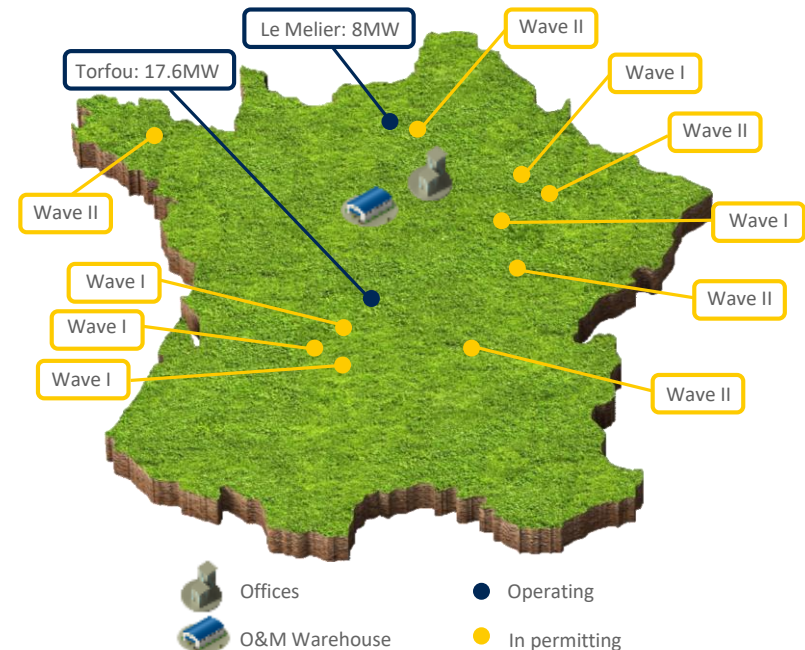 Le Melier: 8MW
Wave II
Torfou: 17.6MW
Wave I
Wave II
Wave II
Wave I
Wave I
Wave II
Wave I
Wave I
Wave II
Offices
Operating
O&M Warehouse
In permitting